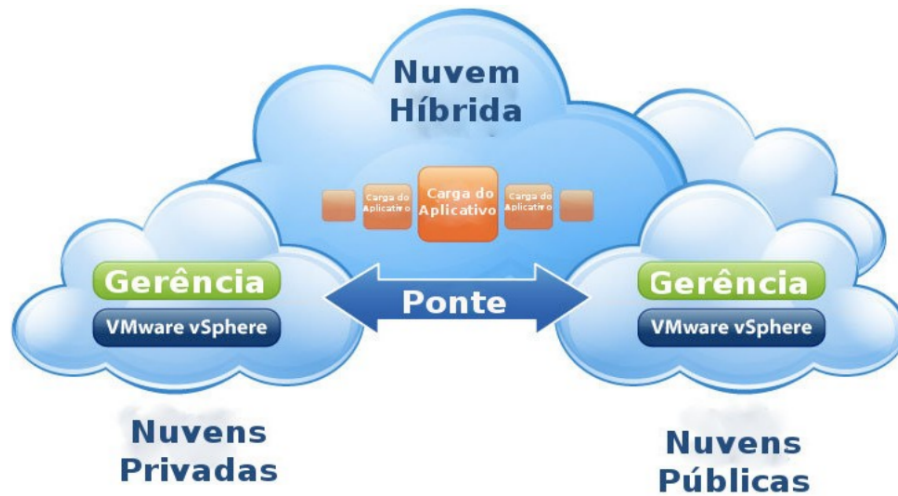 Nuvem
Híbrida
Carga do
Aplicativo
Carga do
Aplicativo
Carga do
Aplicativo
Gerência
VMware vSphere
Ponte
Gerência
VMware vSphere
Nuvens
Privadas
Nuvens
Públicas